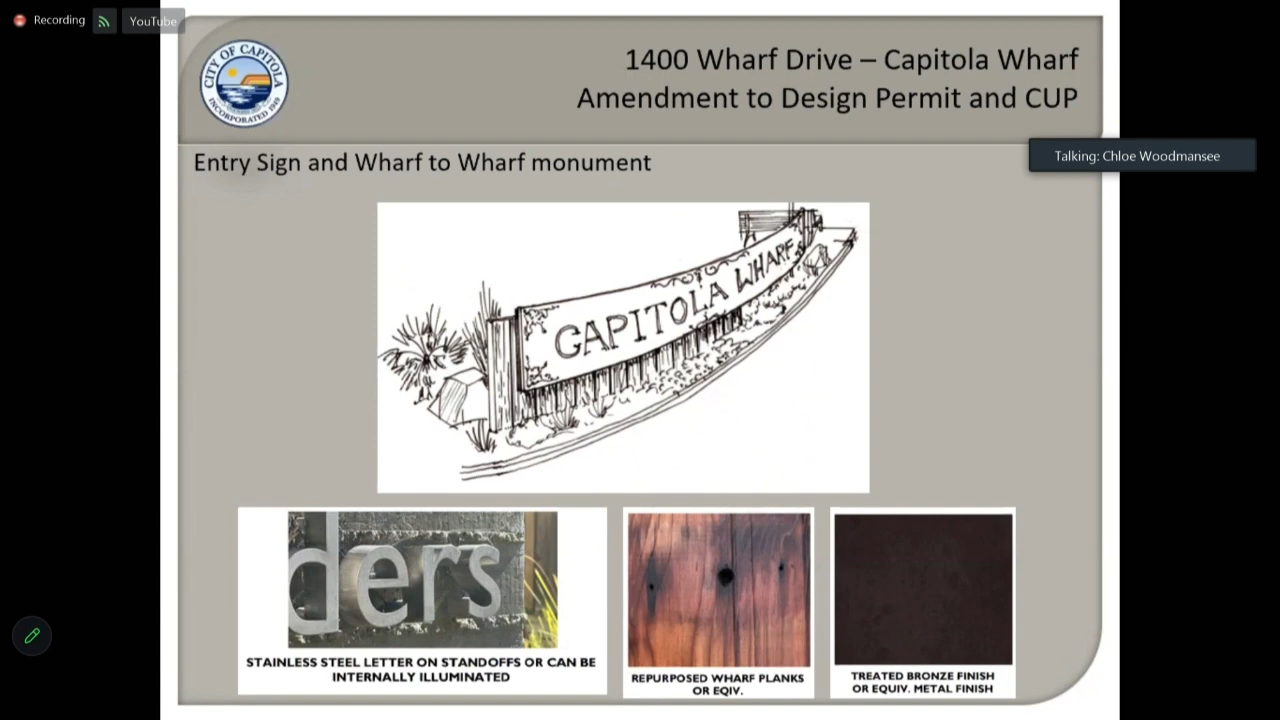 Recording
YouTube
CITY OF CAPITOLA
INCORPORATED 1949
1400 Wharf Drive – Capitola Wharf
Amendment to Design Permit and CUP
Talking: Chloe Woodmansee
Entry Sign and Wharf to Wharf monument
CAPITOLA WHARF
ders
STAINLESS STEEL LETTER ON STANDOFFS OR CAN BE
INTERNALLY ILLUMINATED
REPURPOSED WHARF PLANKS
OR EQIV.
TREATED BRONZE FINISH
OR EQUIV. METAL FINISH